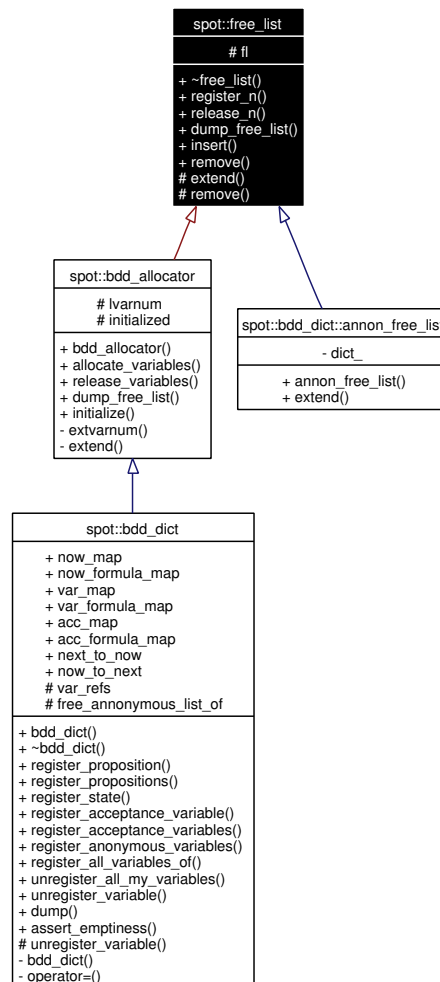 spot::free_list
# fl
+ ~free_list()
+ register_n()
+ release_n()
+ dump_free_list()
+ insert()
+ remove()
# extend()
# remove()
spot::bdd_allocator
# lvarnum
# initialized
+ bdd_allocator()
+ allocate_variables()
+ release_variables()
+ dump_free_list()
+ initialize()
- extvarnum()
- extend()
spot::bdd_dict::annon_free_list
- dict_
+ annon_free_list()
+ extend()
spot::bdd_dict
+ now_map
+ now_formula_map
+ var_map
+ var_formula_map
+ acc_map
+ acc_formula_map
+ next_to_now
+ now_to_next
# var_refs
# free_annonymous_list_of
+ bdd_dict()
+ ~bdd_dict()
+ register_proposition()
+ register_propositions()
+ register_state()
+ register_acceptance_variable()
+ register_acceptance_variables()
+ register_anonymous_variables()
+ register_all_variables_of()
+ unregister_all_my_variables()
+ unregister_variable()
+ dump()
+ assert_emptiness()
# unregister_variable()
- bdd_dict()
- operator=()